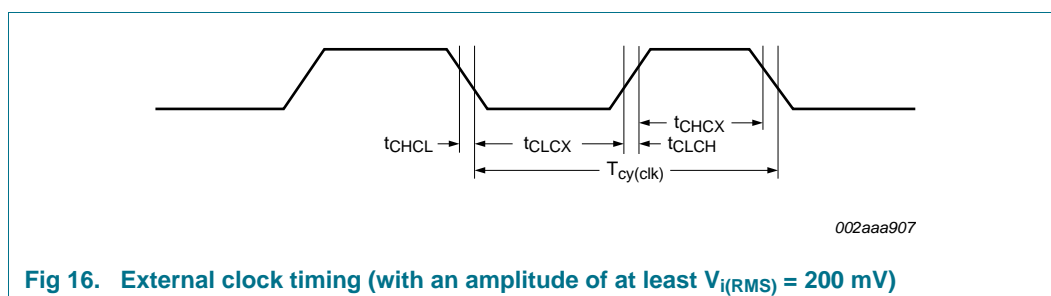 tCHCX
tCHCL tCLCX tCLCH
Tcy(clk)
002aaa907
Fig 16. External clock timing (with an amplitude of at least Vi(RMS) = 200 mV)